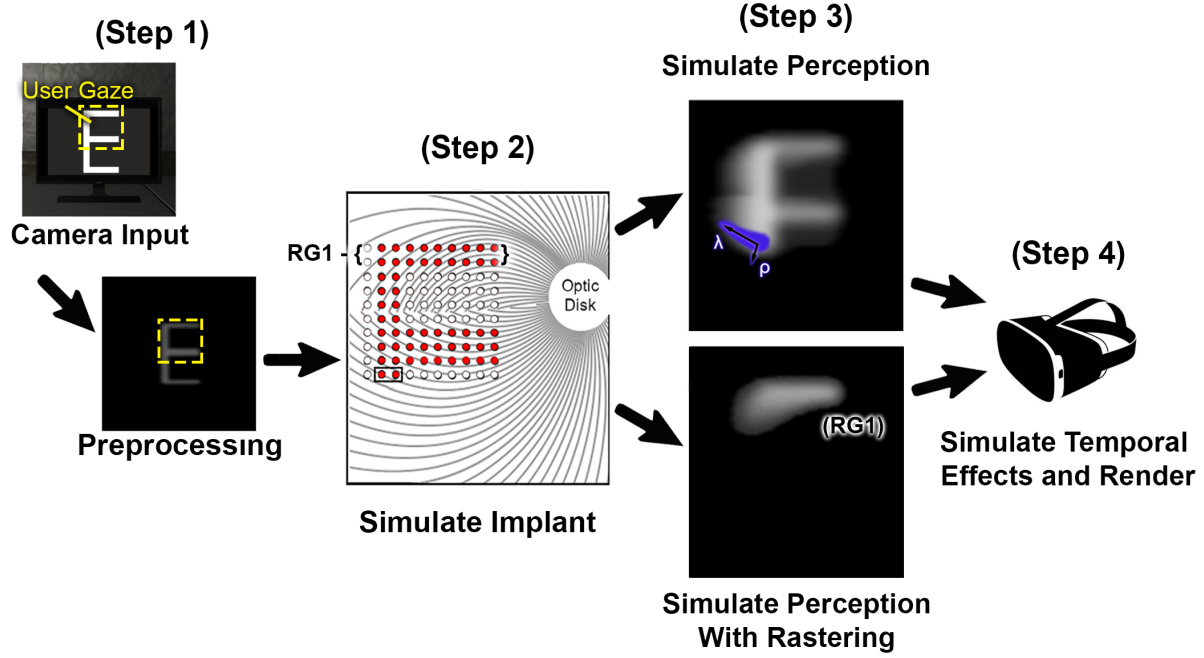 (Step 1)
User Gaze
Camera Input
Preprocessing
(Step 2)
RG1 - { }
Optic
Disk
Simulate Implant
(Step 3)
Simulate Perception
λ
ρ
(RG1)
Simulate Perception
With Rastering
(Step 4)
Simulate Temporal
Effects and Render